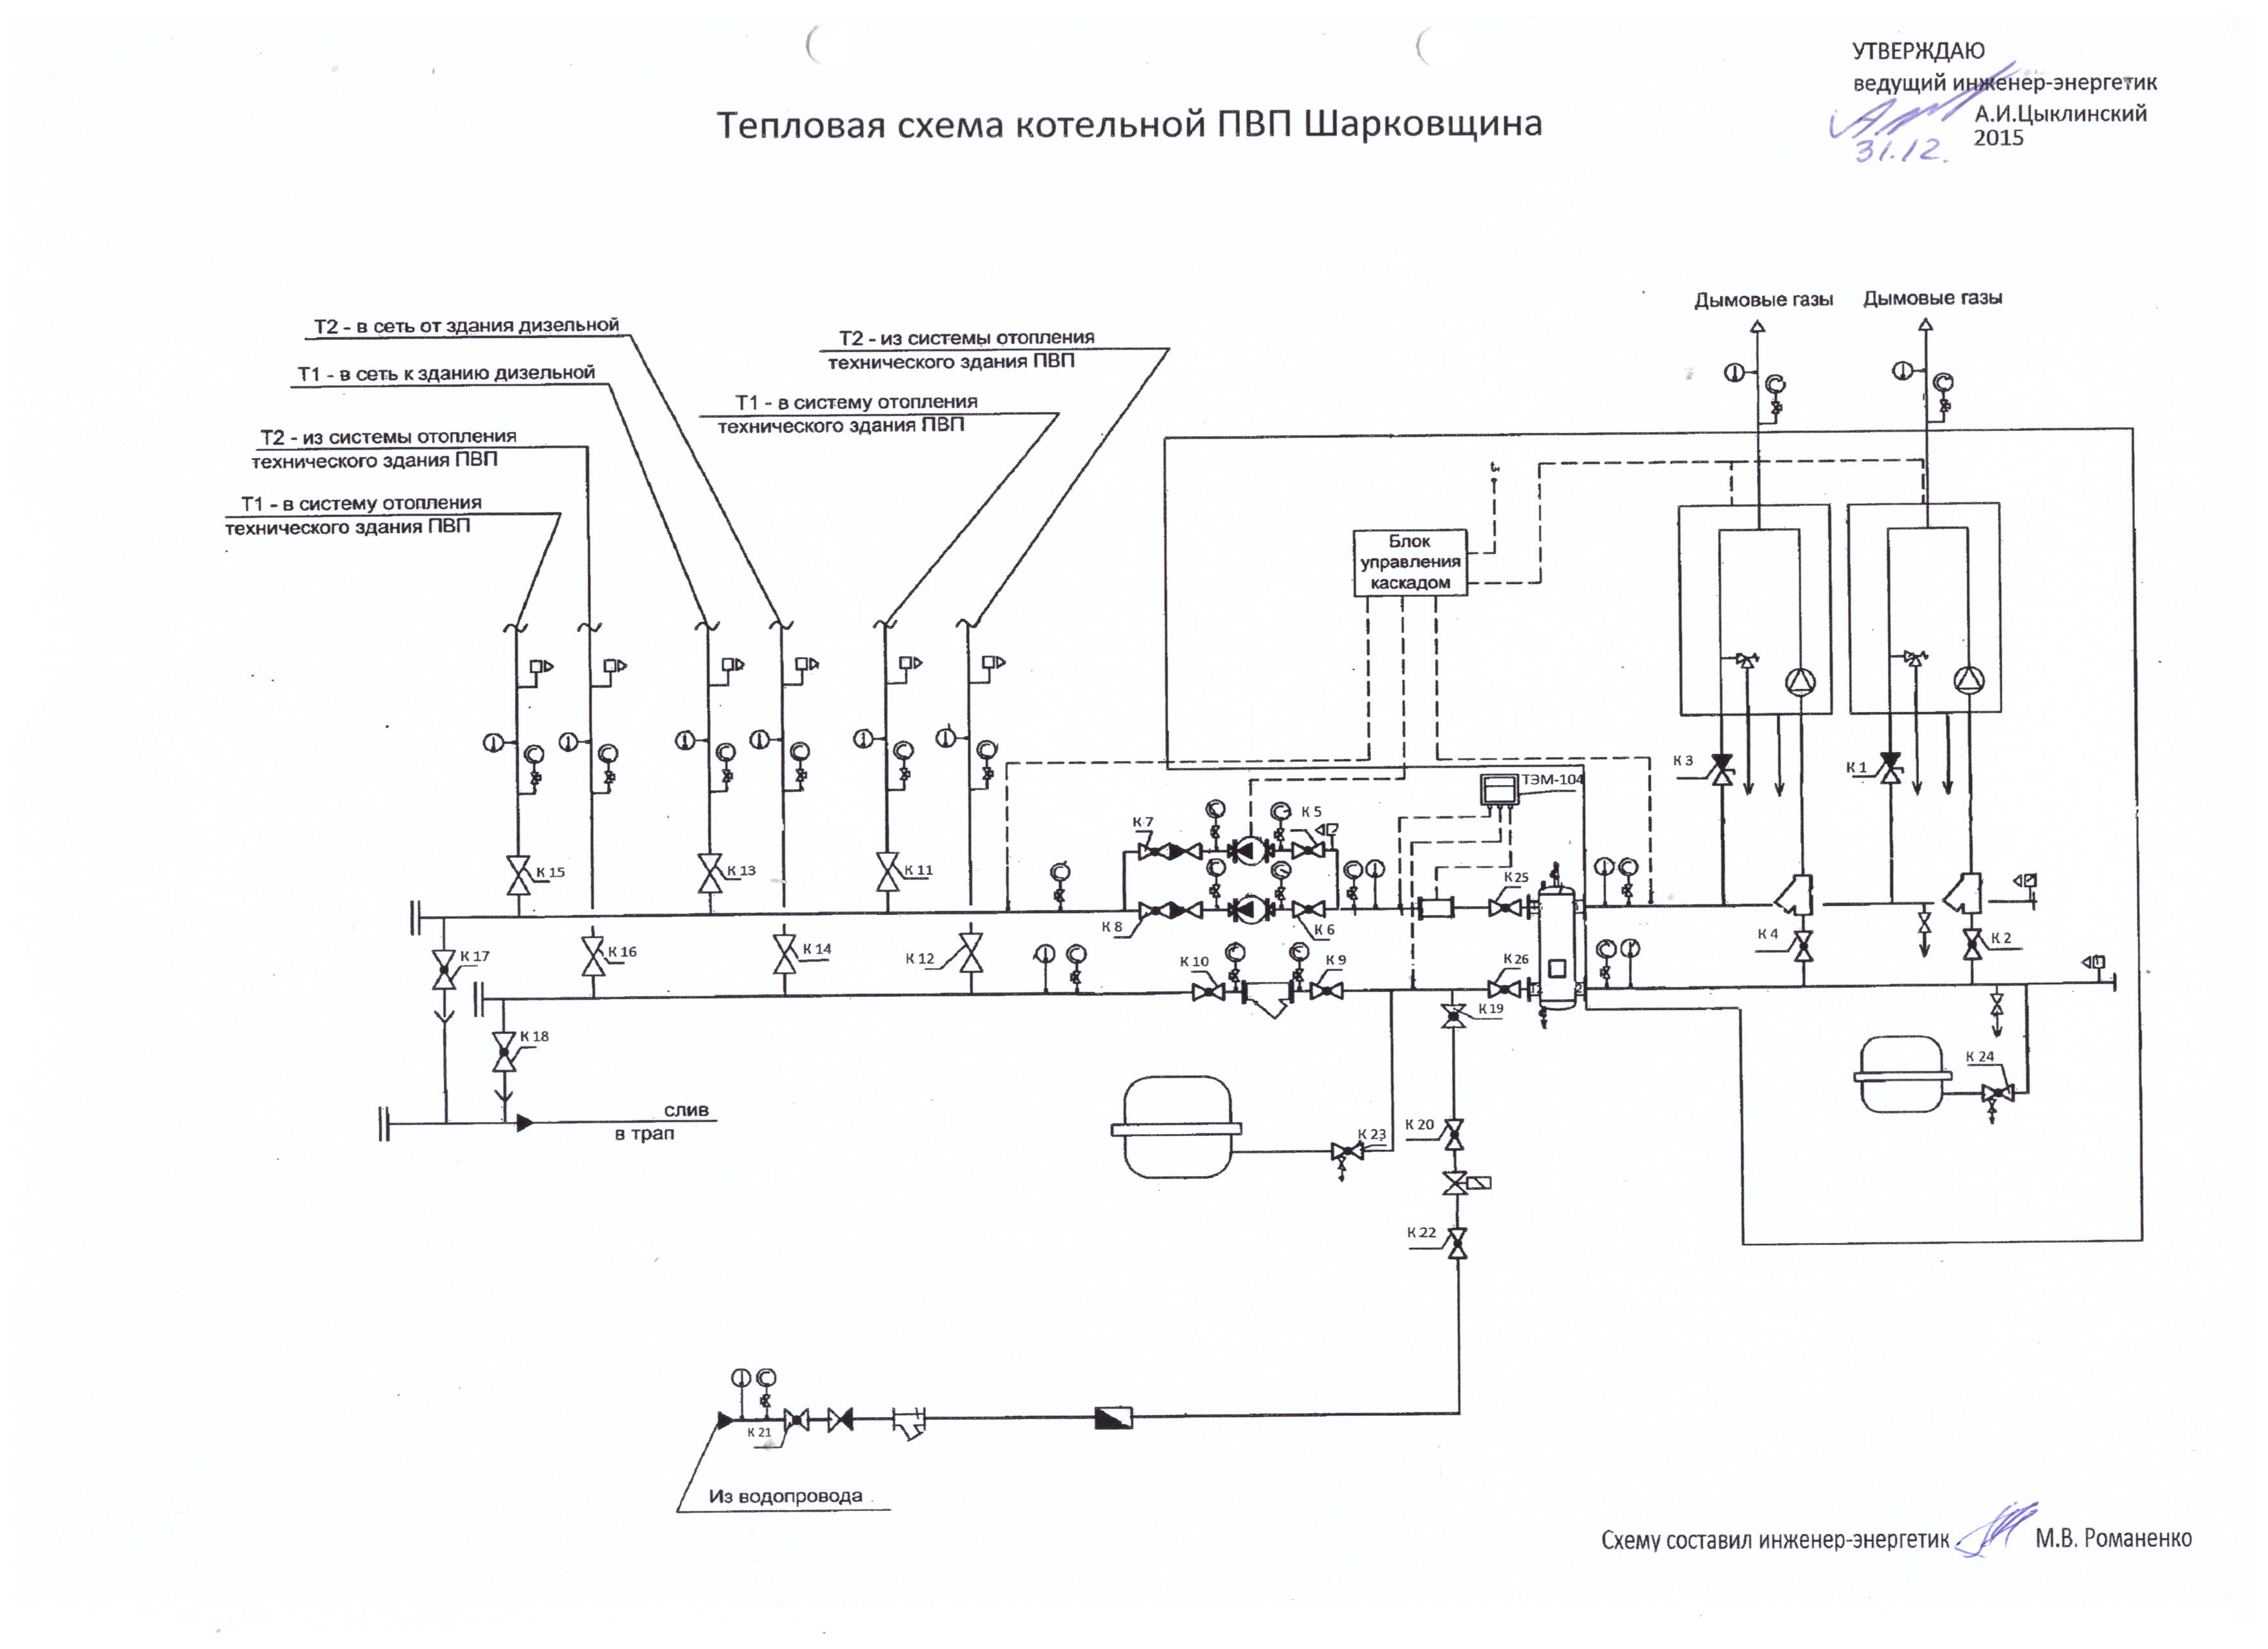 УТВЕРЖДАЮ
ведущий инженер-энергетик
А.И.Цыклинский
31.12. 2015
Тепловая схема котельной ПВП Шарковщина
Дымовые газы
Дымовые газы
Т2 - в сеть от здания дизельной
Т1 - в сеть к зданию дизельной
Т2 - из системы отопления
технического здания ПВП
Т1 - в систему отопления
технического здания ПВП
Т2 - из системы отопления
технического здания ПВП
Т1 - в систему отопления
технического здания ПВП
tн
Блок
управления
каскадом
К 3
К 1
ТЭМ-104
К 7
К 5
К 15
К 13
К 11
К 25
К 8
К 6
К 4
К 2
К 17
К 16
К 14
К 12
К 10
К 9
К 26
К 19
К 18
К 24
слив
в трап
К 23
К 20
К 22
К 21
Из водопровода
Схему составил инженер-энергетик
М.В. Романенко